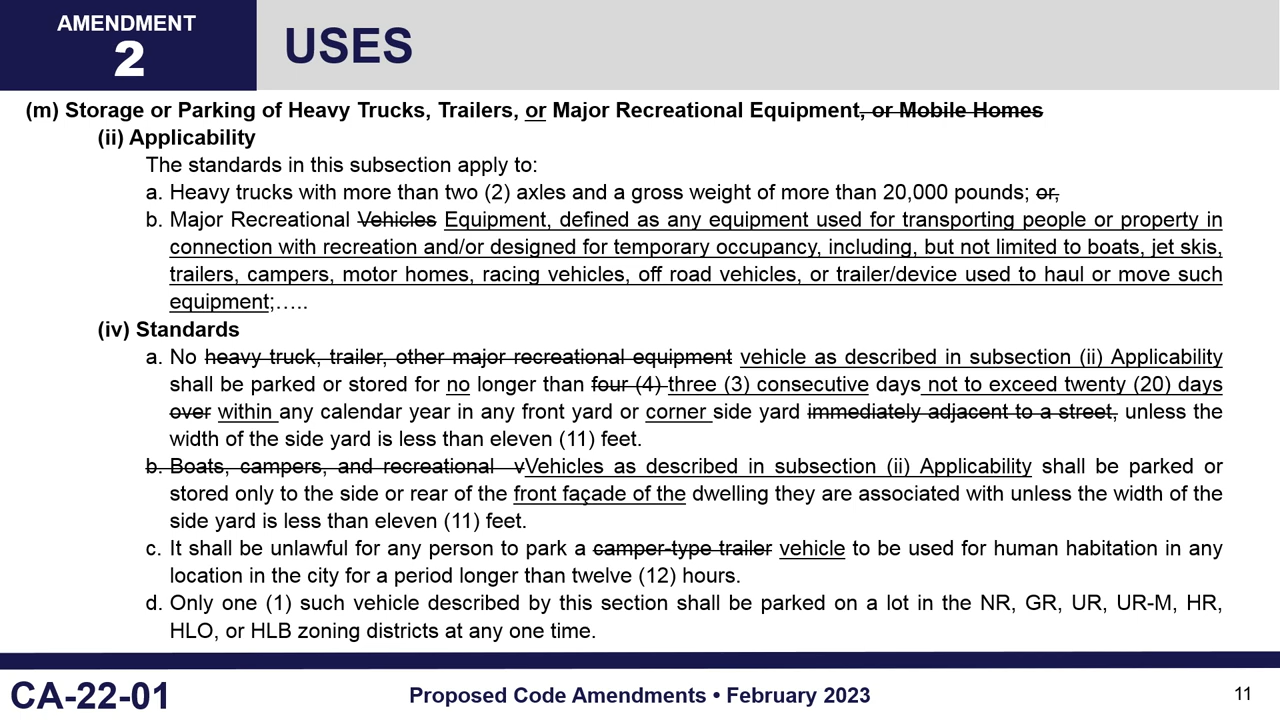 AMENDMENT
2
USES
(m) Storage or Parking of Heavy Trucks, Trailers, or Major Recreational Equipment, or Mobile Homes
(ii) Applicability
The standards in this subsection apply to:
a. Heavy trucks with more than two (2) axles and a gross weight of more than 20,000 pounds; or,
b. Major Recreational Vehicles Equipment, defined as any equipment used for transporting people or property in
connection with recreation and/or designed for temporary occupancy, including, but not limited to boats, jet skis,
trailers, campers, motor homes, racing vehicles, off road vehicles, or trailer/device used to haul or move such
equipment;.....
(iv) Standards
a. No heavy truck, trailer, other major recreational equipment vehicle as described in subsection (ii) Applicability
shall be parked or stored for no longer than four (4) three (3) consecutive days not to exceed twenty (20) days
over within any calendar year in any front yard or corner side yard immediately adjacent to a street, unless the
width of the side yard is less than eleven (11) feet.
b. Boats, campers, and recreational vVehicles as described in subsection (ii) Applicability shall be parked or
stored only to the side or rear of the front façade of the dwelling they are associated with unless the width of the
side yard is less than eleven (11) feet.
c. It shall be unlawful for any person to park a camper-type trailer vehicle to be used for human habitation in any
location in the city for a period longer than twelve (12) hours.
d. Only one (1) such vehicle described by this section shall be parked on a lot in the NR, GR, UR, UR-M, HR,
HLO, or HLB zoning districts at any one time.
CA-22-01
Proposed Code Amendments • February 2023
11